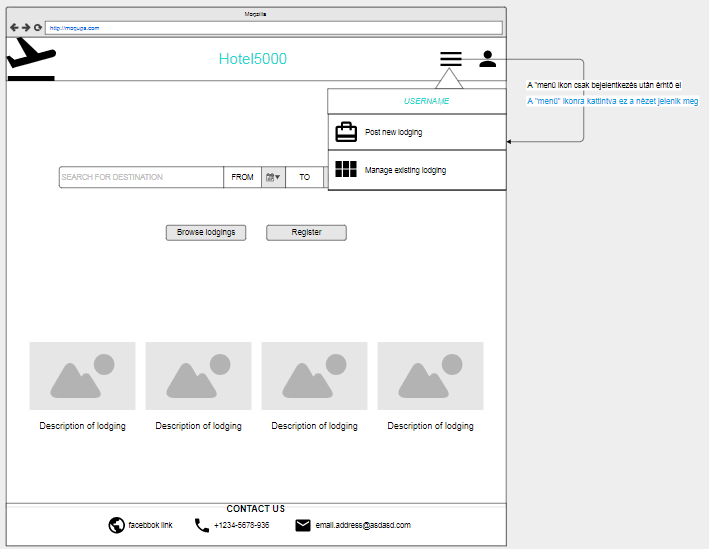 Moqzilla
http://moqups.com
Hotel5000
A "menü ikon csak bejelentkezés után érhtő el
A "menü" ikonra kattintva ez a nézet jelenik meg
USERNAME
Post new lodging
Manage existing lodging
SEARCH FOR DESTINATION FROM TO
Browse lodgings Register
Description of lodging Description of lodging Description of lodging Description of lodging
CONTACT US
facebbok link +1234-5678-936 email.address@asdasd.com